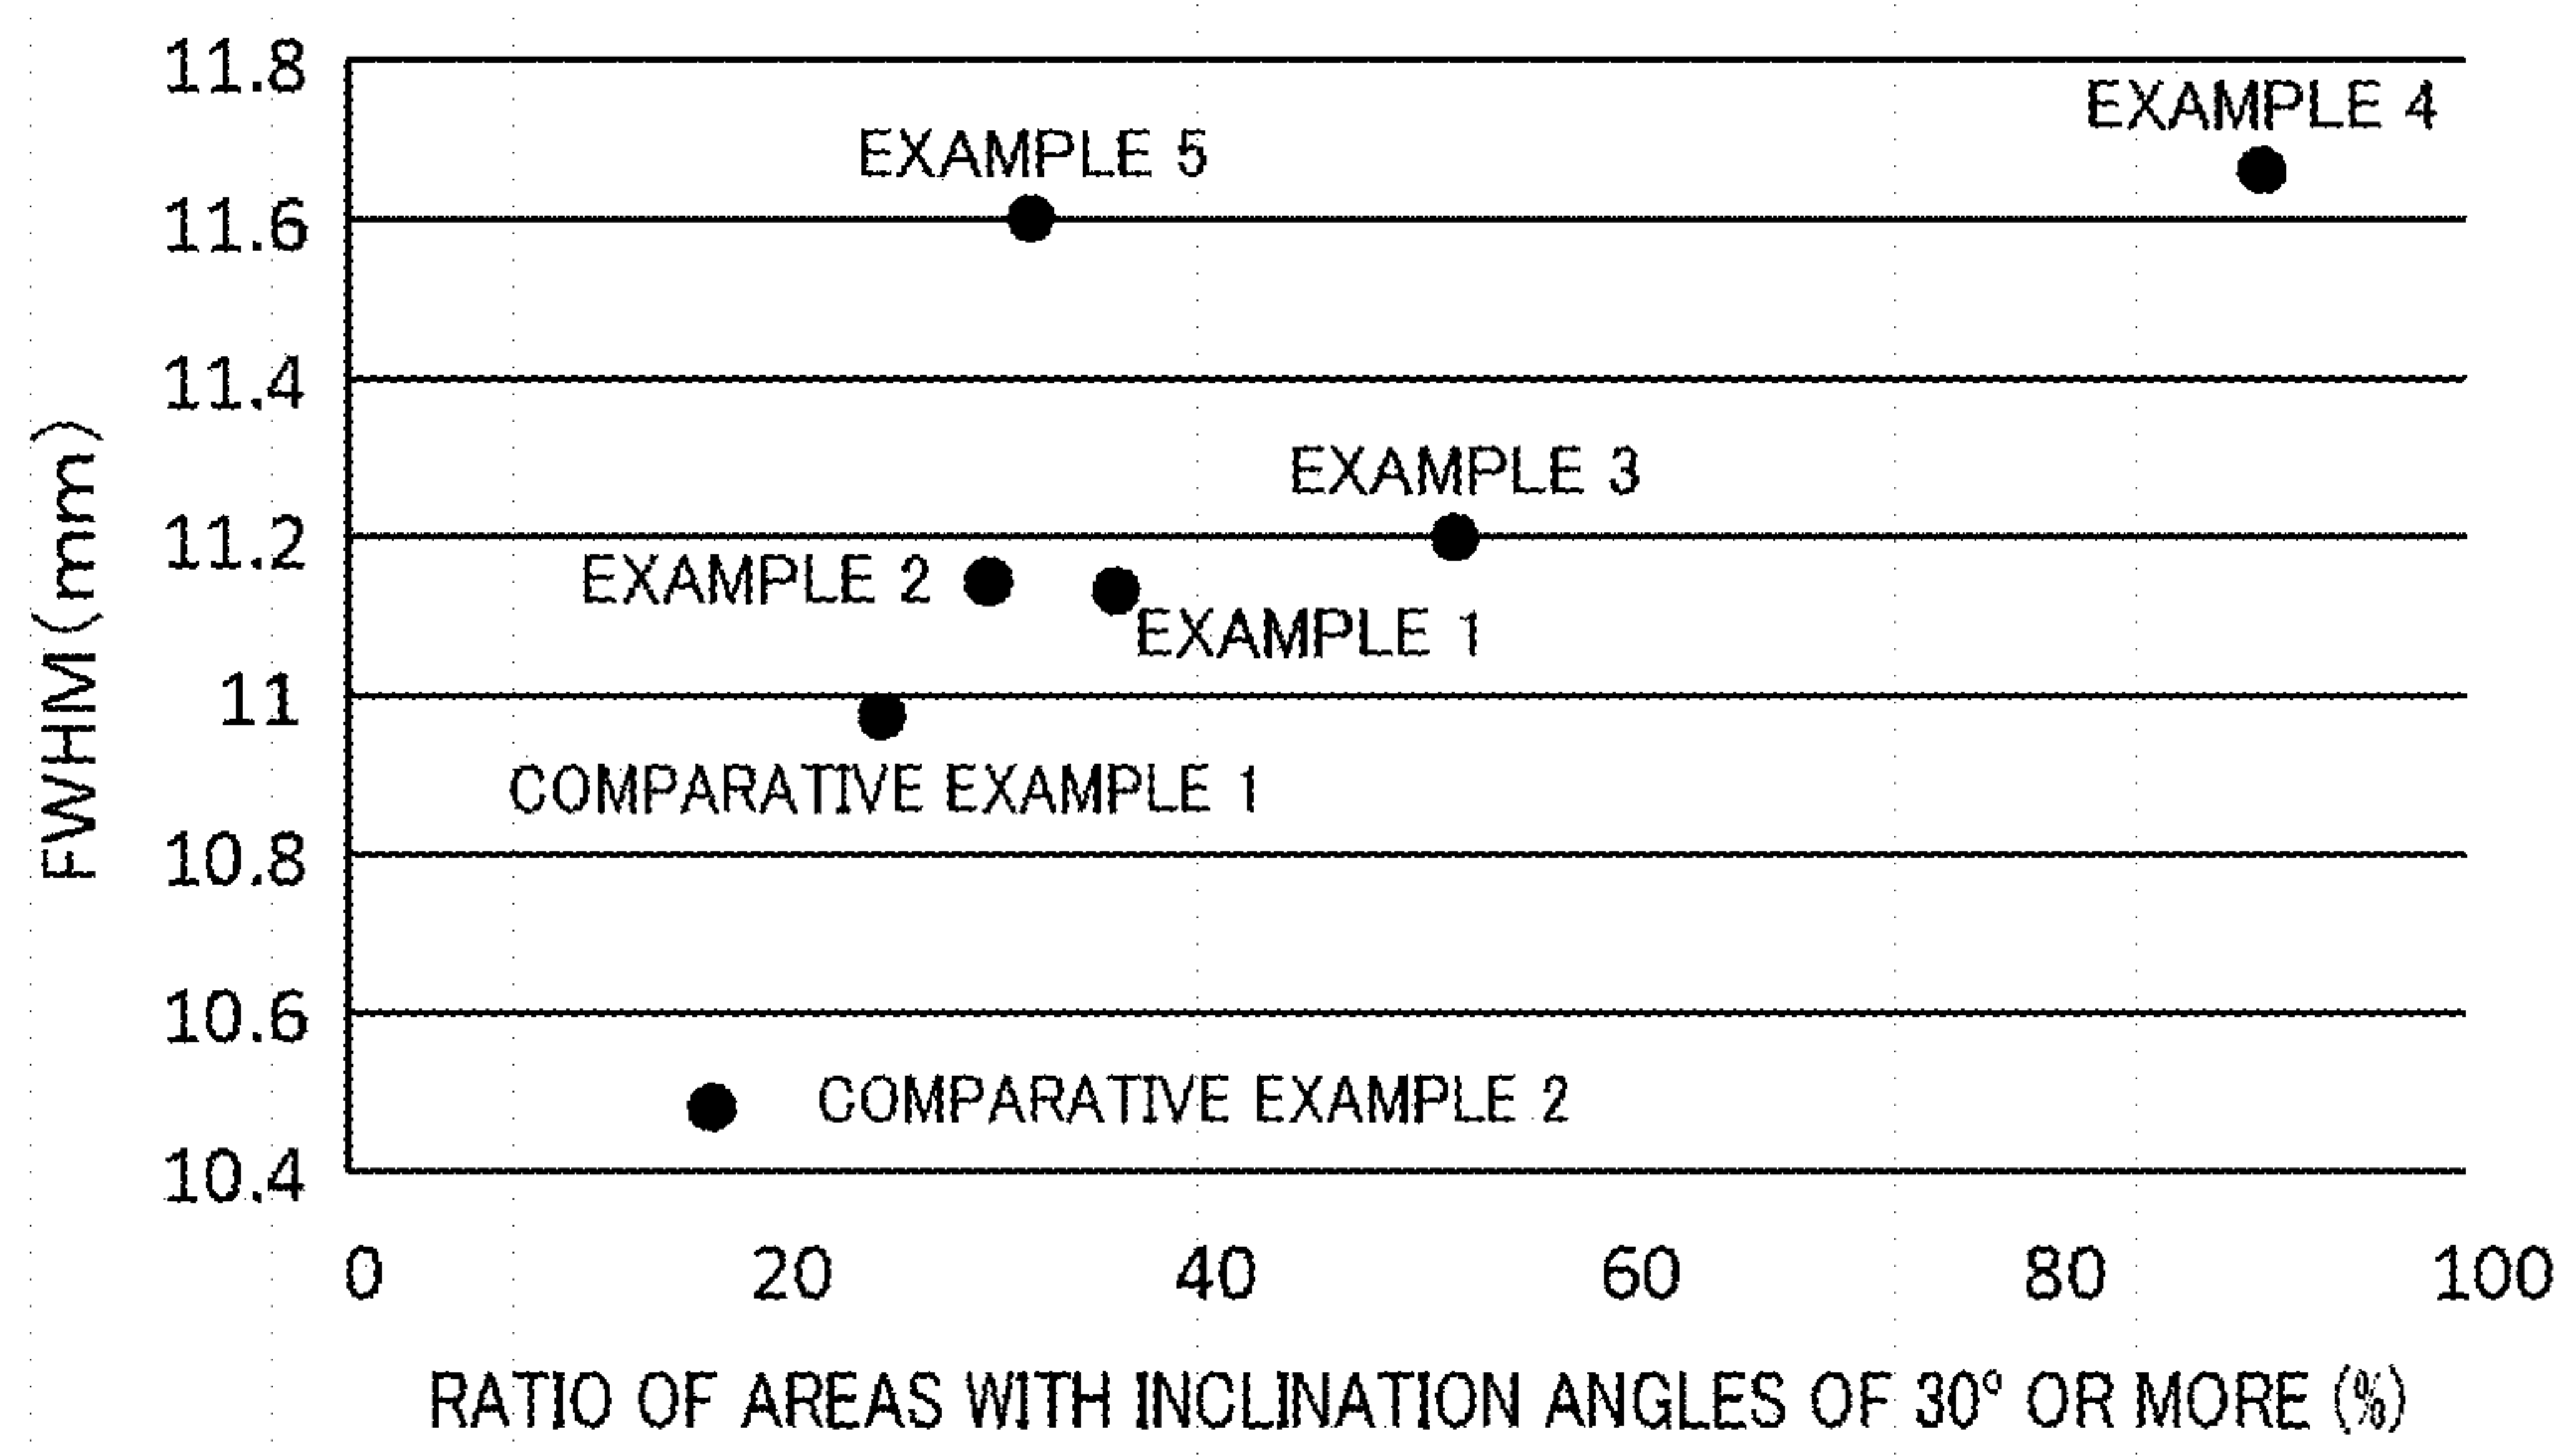 11.8
EXAMPLE 4
EXAMPLE 5
11.6
11.4
EXAMPLE 3
11.2
EXAMPLE 2
EXAMPLE 1
11
COMPARATIVE EXAMPLE 1
10.8
10.6
COMPARATIVE EXAMPLE 2
10.4
FWHM (mm)
0 20 40 60 80 100
RATIO OF AREAS WITH INCLINATION ANGLES OF 30° OR MORE (%)